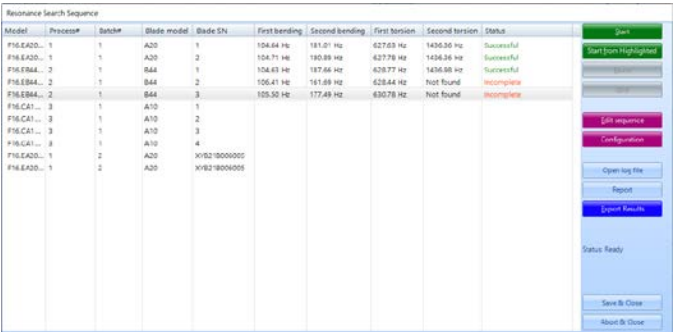 Resonance Search Sequence
Model Process# Batch# Blade model Blade SN First bending Second bending First torsion Second torsion Status
F16.EA20... 1 1 A20 1 104.64 Hz 181.01 Hz 627.63 Hz 1436.36 Hz Successful
F16.EA20... 1 1 A20 2 104.71 Hz 180.89 Hz 627.78 Hz 1436.36 Hz Successful
F16.EB44... 2 1 B44 1 104.63 Hz 187.66 Hz 628.77 Hz 1436.98 Hz Successful
F16.EB44... 2 1 B44 2 106.41 Hz 161.69 Hz 628.44 Hz Not found Incomplete
F16.EB44... 2 1 B44 3 105.50 Hz 177.49 Hz 630.78 Hz Not found Incomplete
F16.CA1... 3 1 A10 1
F16.CA1... 3 1 A10 2
F16.CA1... 3 1 A10 3
F16.CA1... 3 1 A10 4
F16.EA20... 1 2 A20
F16.EA20... 1 2 A20
Start
Start from Highlighted
Edit sequence
Configuration
Open log file
Report
Export Results
Status: Ready
Save & Close
Abort & Close